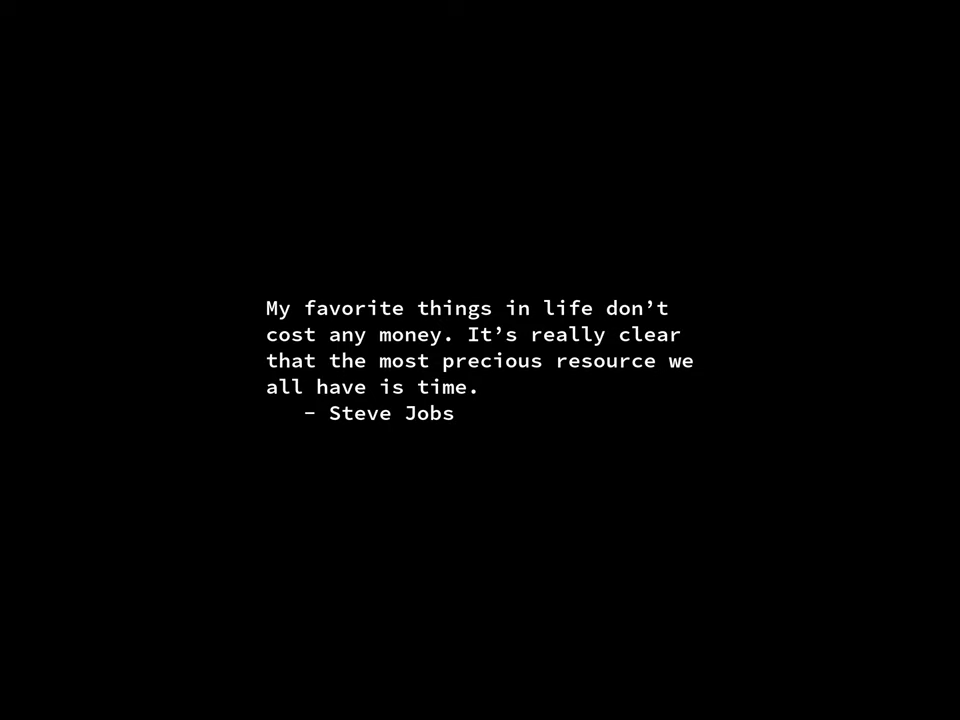 My favorite things in life don’t
cost any money. It’s really clear
that the most precious resource we
all have is time.
– Steve Jobs